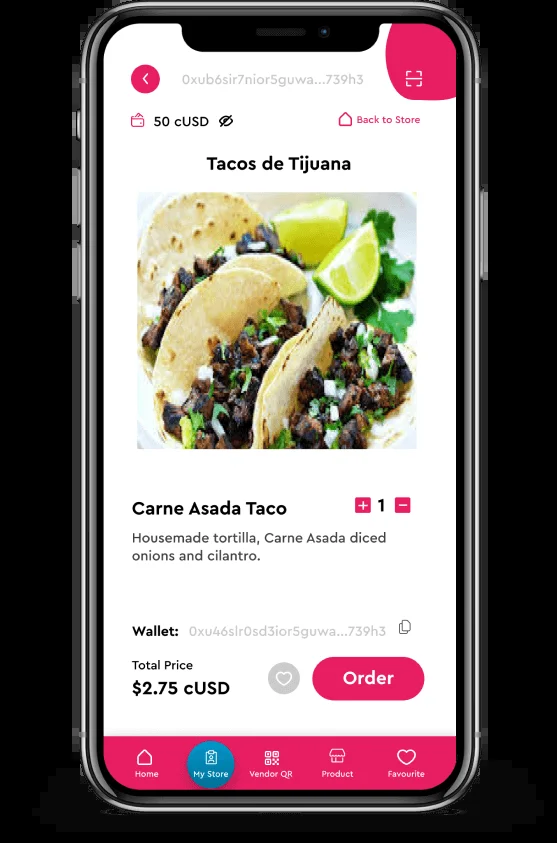 0xub6sir7nior5guwa...739h3
50 cUSD
Back to Store
Tacos de Tijuana
Carne Asada Taco
1
Housemade tortilla, Carne Asada diced
onions and cilantro.
Wallet: 0xu46slr0sd3ior5guwa...739h3
Total Price
$2.75 cUSD
Order
Home
My Store
Vendor QR
Product
Favourite